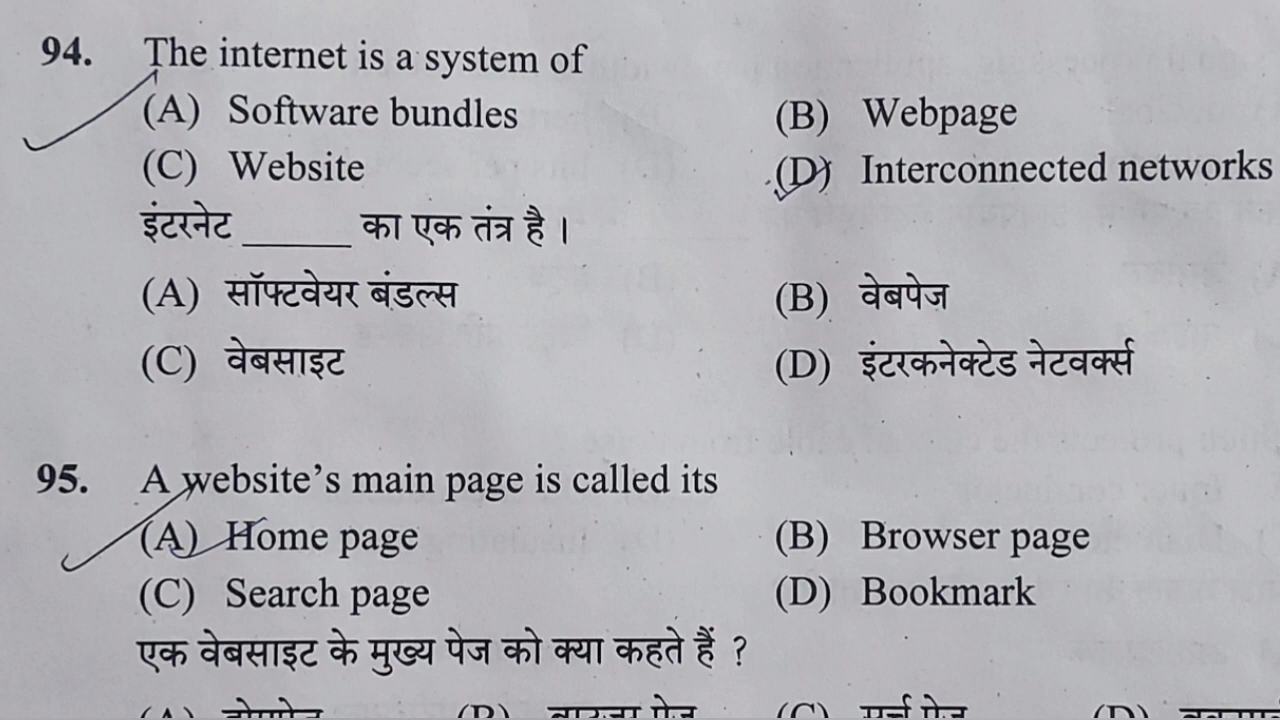 94. The internet is a system of
(A) Software bundles (B) Webpage
(C) Website (D) Interconnected networks
इंटरनेट ______ का एक तंत्र है ।
(A) सॉफ्टवेयर बंडल्स (B) वेबपेज
(C) वेबसाइट (D) इंटरकनेक्टेड नेटवर्क्स
95. A website's main page is called its
(A) Home page (B) Browser page
(C) Search page (D) Bookmark
एक वेबसाइट के मुख्य पेज को क्या कहते हैं ?